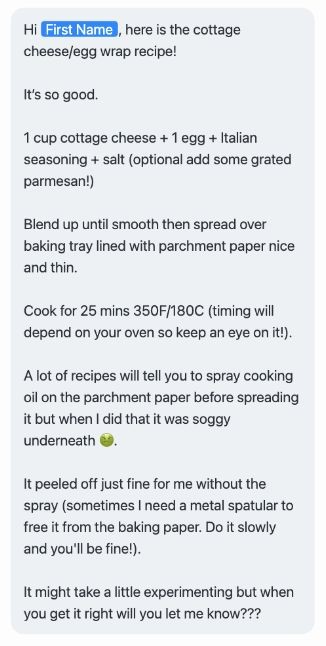 Hi First Name , here is the cottage
cheese/egg wrap recipe!
It's so good.
1 cup cottage cheese + 1 egg + Italian
seasoning + salt (optional add some grated
parmesan!)
Blend up until smooth then spread over
baking tray lined with parchment paper nice
and thin.
Cook for 25 mins 350F/180C (timing will
depend on your oven so keep an eye on it!).
A lot of recipes will tell you to spray cooking
oil on the parchment paper before spreading
it but when I did that it was soggy
underneath 🤢.
It peeled off just fine for me without the
spray (sometimes I need a metal spatular to
free it from the baking paper. Do it slowly
and you'll be fine!).
It might take a little experimenting but when
you get it right will you let me know???